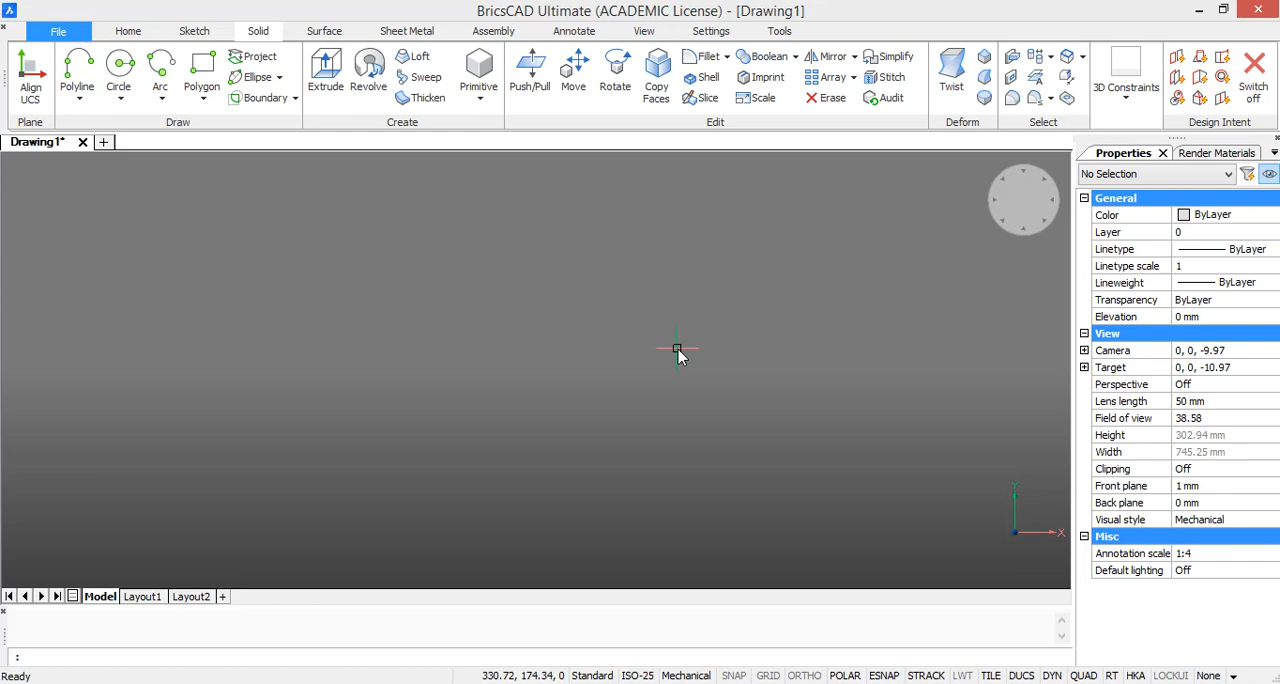 BricsCAD Ultimate (ACADEMIC License) - [Drawing1]
File Home Sketch Solid Surface Sheet Metal Assembly Annotate View Settings Tools
Align UCS
Polyline
Circle
Arc
Polygon
Project
Ellipse
Boundary
Extrude
Revolve
Loft
Sweep
Thicken
Primitive
Push/Pull
Move
Rotate
Copy Faces
Fillet
Shell
Slice
Boolean
Imprint
Scale
Mirror
Array
Erase
Simplify
Stitch
Audit
Twist
3D Constraints
Switch off
Plane Draw Create Edit Deform Select Design Intent
Drawing1*
Properties Render Materials
No Selection
General
Color ByLayer
Layer 0
Linetype ByLayer
Linetype scale 1
Lineweight ByLayer
Transparency ByLayer
Elevation 0 mm
View
Camera 0, 0, -9.97
Target 0, 0, -10.97
Perspective Off
Lens length 50 mm
Field of view 38.58
Height 302.94 mm
Width 745.25 mm
Clipping Off
Front plane 1 mm
Back plane 0 mm
Visual style Mechanical
Misc
Annotation scale 1:4
Default lighting Off
Y
X
Model Layout1 Layout2 +
:
Ready 330.72, 174.34, 0 Standard ISO-25 Mechanical SNAP GRID ORTHO POLAR ESNAP STRACK LWT TILE DUCS DYN QUAD RT HKA LOCKUI None